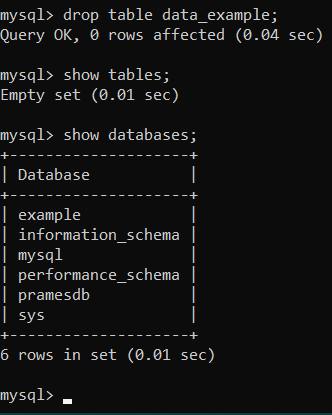 mysql> drop table data_example;
Query OK, 0 rows affected (0.04 sec)
mysql> show tables;
Empty set (0.01 sec)
mysql> show databases;
+--------------------+
| Database           |
+--------------------+
| example            |
| information_schema |
| mysql              |
| performance_schema |
| pramesdb           |
| sys                |
+--------------------+
6 rows in set (0.01 sec)
mysql>